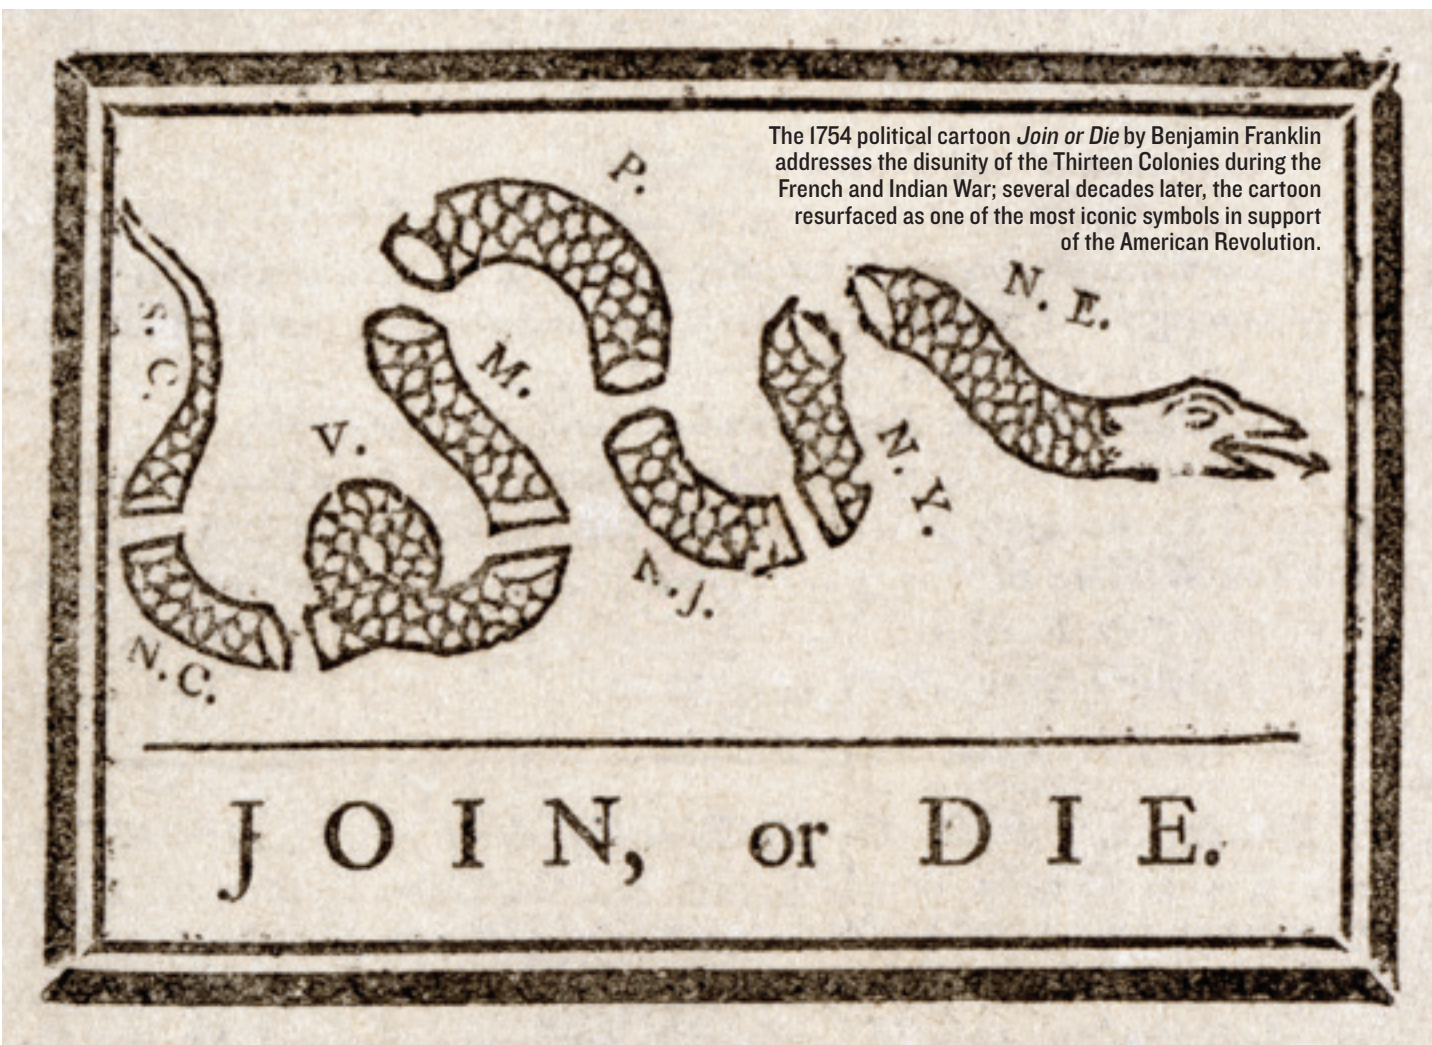 The 1754 political cartoon Join or Die by Benjamin Franklin
addresses the disunity of the Thirteen Colonies during the
French and Indian War; several decades later, the cartoon
resurfaced as one of the most iconic symbols in support
of the American Revolution.
P.
N. E.
S. C.
M.
V.
N. Y.
N. J.
N. C.
JOIN, or DIE.